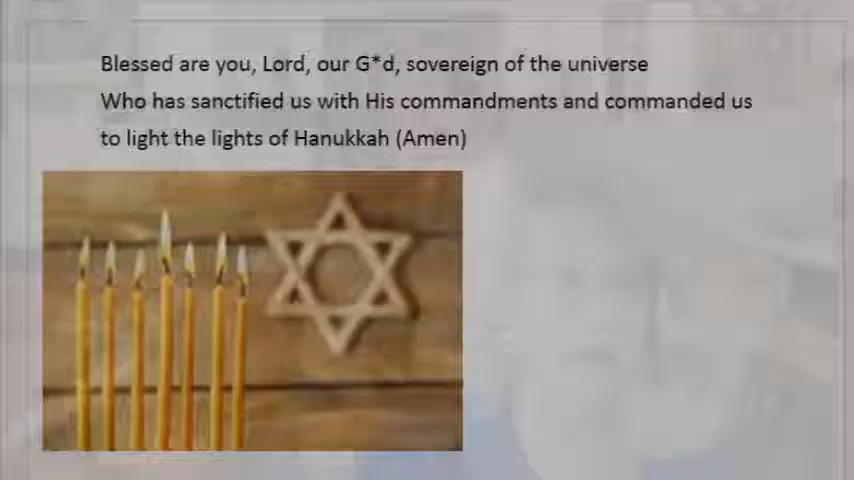 Blessed are you, Lord, our G*d, sovereign of the universe
Who has sanctified us with His commandments and commanded us
to light the lights of Hanukkah (Amen)